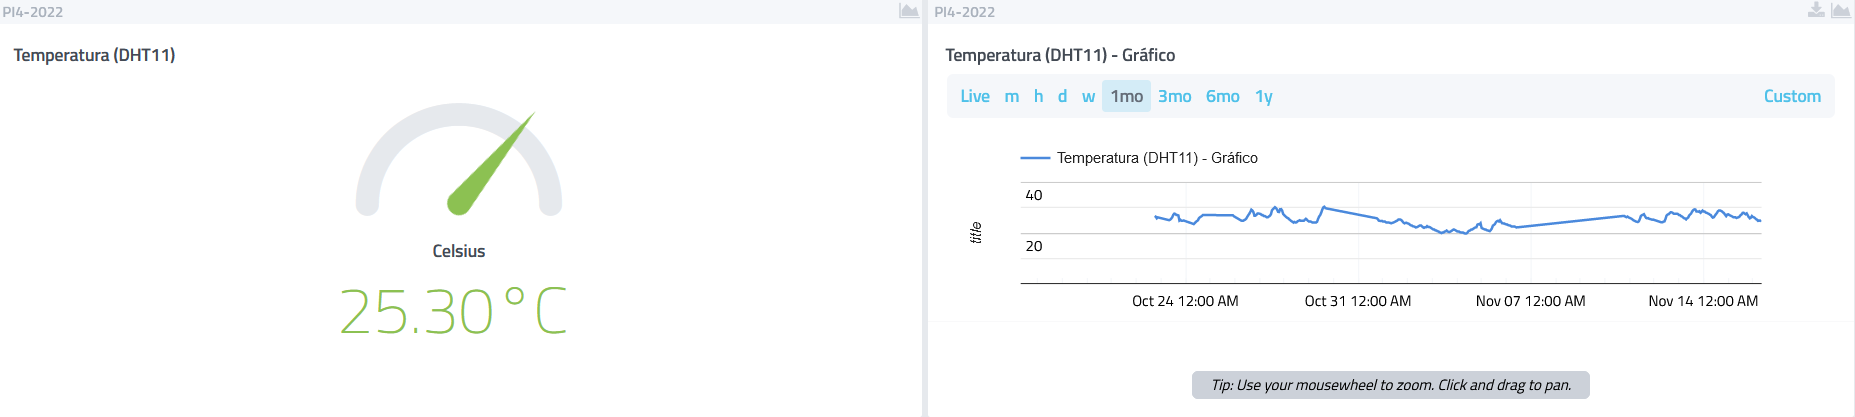 PI4-2022
Temperatura (DHT11)
Celsius
25.30°C
PI4-2022
Temperatura (DHT11) - Gráfico
Live m h d w 1mo 3mo 6mo 1y Custom
Temperatura (DHT11) - Gráfico
title
40
20
Oct 24 12:00 AM Oct 31 12:00 AM Nov 07 12:00 AM Nov 14 12:00 AM
Tip: Use your mousewheel to zoom. Click and drag to pan.